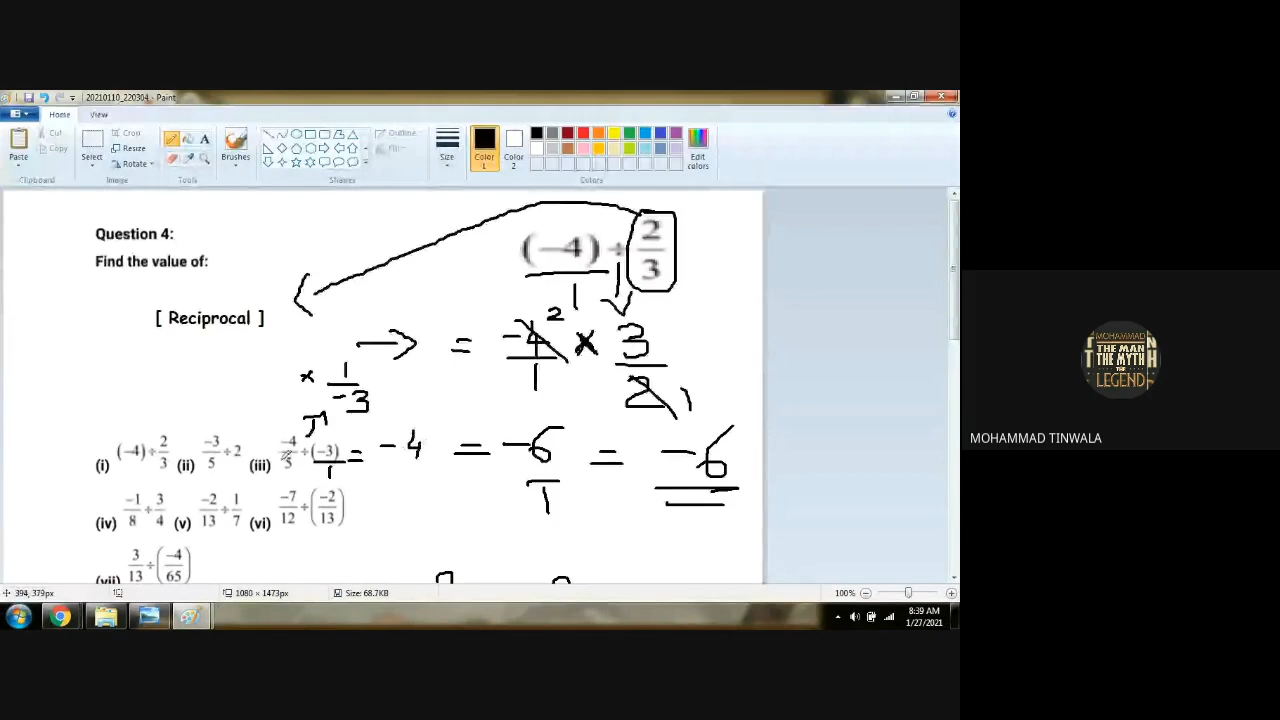 20210110_220304 - Paint
Home View
Paste Cut Copy Clipboard
Select Crop Resize Rotate Image
Tools
Brushes
Shapes Outline Fill
Size
Color 1 Color 2 Edit colors Colors
Question 4:
Find the value of:
(−4) ÷ 2/3
[ Reciprocal ]
= -4/1 × 3/2 2 1
× 1/-3
(i) (−4)÷2/3 (ii) −3/5÷2 (iii) −4/5÷(−3)/1 = -4
= -6/1 = -6
(iv) −1/8÷3/4 (v) −2/13÷1/7 (vi) −7/12÷(−2/13)
(vii) 3/13÷(−4/65)
394, 379px 1080 × 1473px Size: 68.7KB 100%
8:39 AM
1/27/2021
MOHAMMAD
THE MAN
THE MYTH
THE
LEGEND
MOHAMMAD TINWALA